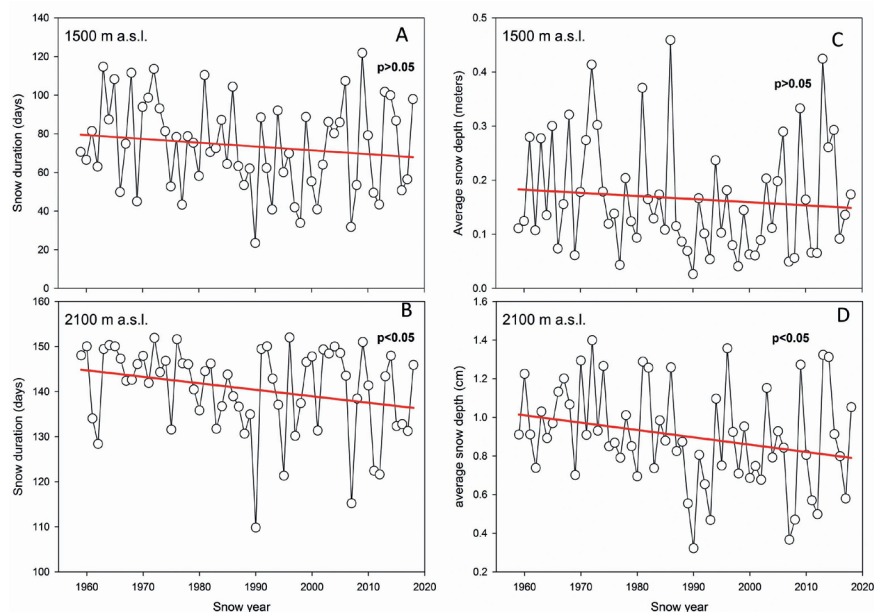 1500 m a.s.l.
A
p>0.05
Snow duration (days)
140
120
100
80
60
40
20
0
1500 m a.s.l.
C
p>0.05
Average snow depth (meters)
0.5
0.4
0.3
0.2
0.1
0.0
2100 m a.s.l.
B
p<0.05
Snow duration (days)
160
150
140
130
120
110
100
1960 1970 1980 1990 2000 2010 2020
Snow year
2100 m a.s.l.
D
p<0.05
average snow depth (cm)
1.6
1.4
1.2
1.0
0.8
0.6
0.4
0.2
1960 1970 1980 1990 2000 2010 2020
Snow year